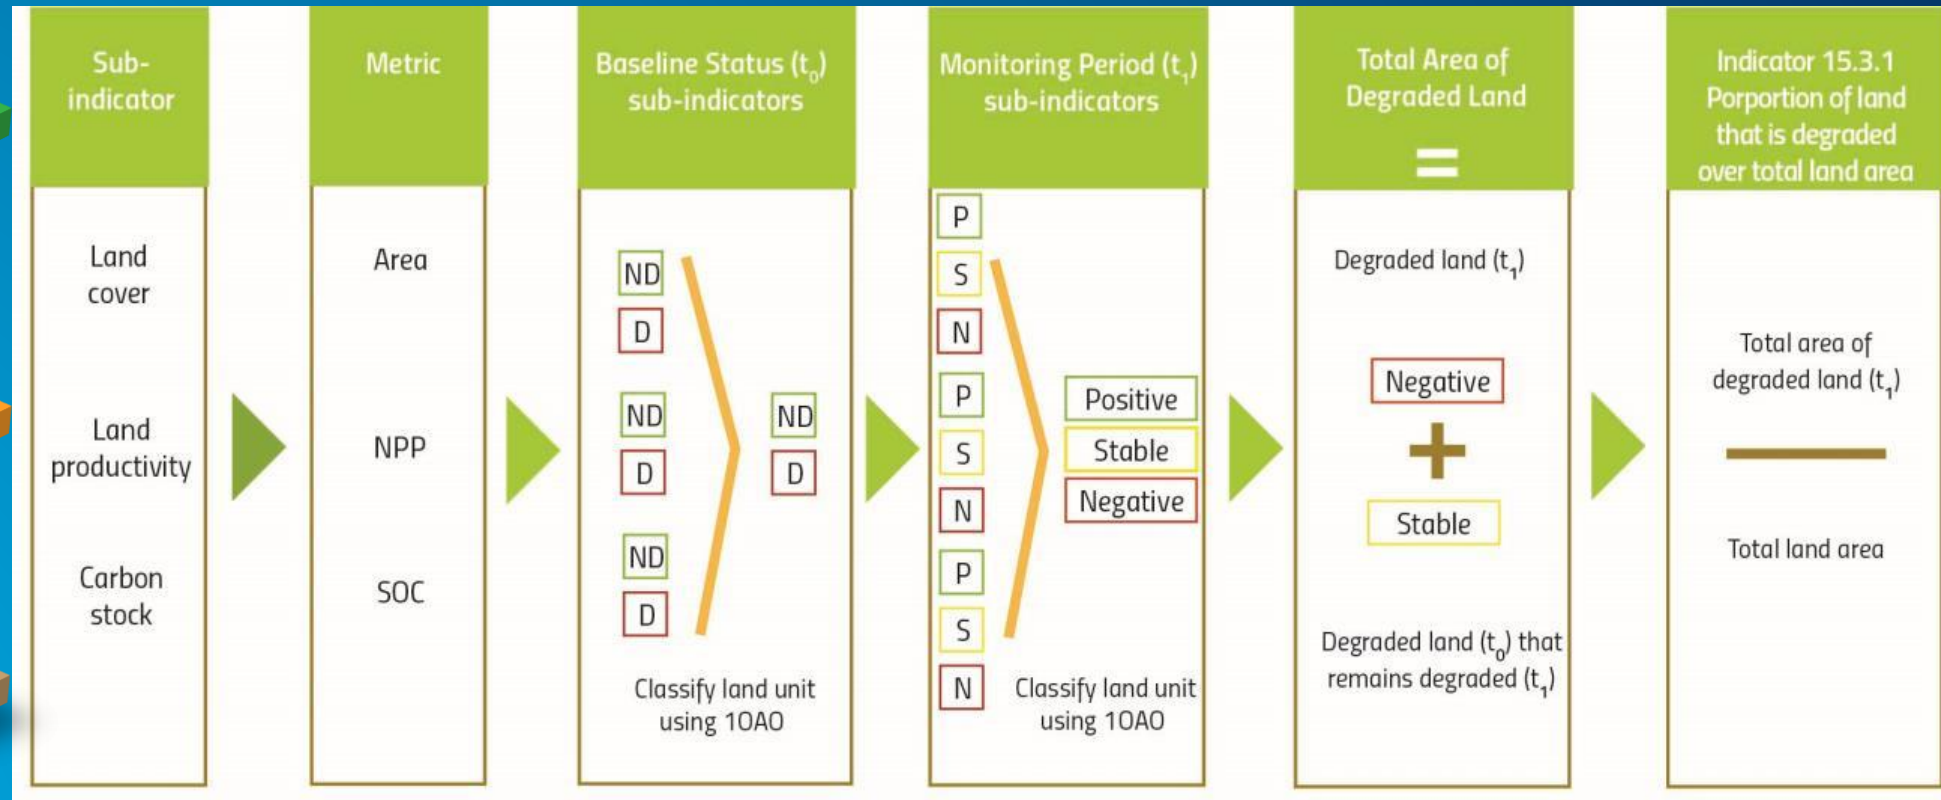 Sub-
indicator
Land
cover
Land
productivity
Carbon
stock
Metric
Area
NPP
SOC
Baseline Status (t0)
sub-indicators
ND
D
ND
D
ND
D
ND
D
Classify land unit
using 1OAO
Monitoring Period (t1)
sub-indicators
P
S
N
P
S
N
P
S
N
Positive
Stable
Negative
Classify land unit
using 1OAO
Total Area of
Degraded Land
=
Degraded land (t1)
Negative
+
Stable
Degraded land (t0) that
remains degraded (t1)
Indicator 15.3.1
Porportion of land
that is degraded
over total land area
Total area of
degraded land (t1)
Total land area